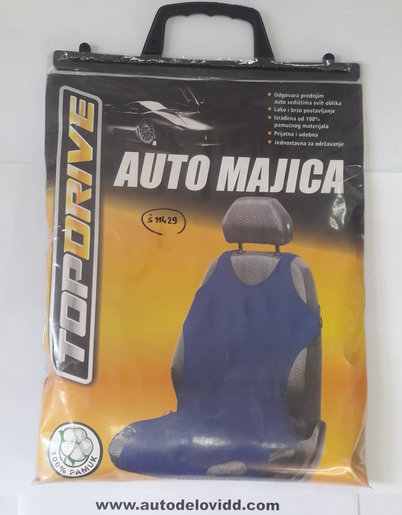 • Odgovara prednjim
auto sedištima svih oblika
• Lako i brzo postavljanje
• Izrađena od 100%
pamučnog materijala
• Prijatna i udobna
• Jednostavna za održavanje
TOPDRIVE
AUTO MAJICA
Š 11429
100% PAMUK
www.autodelovidd.com